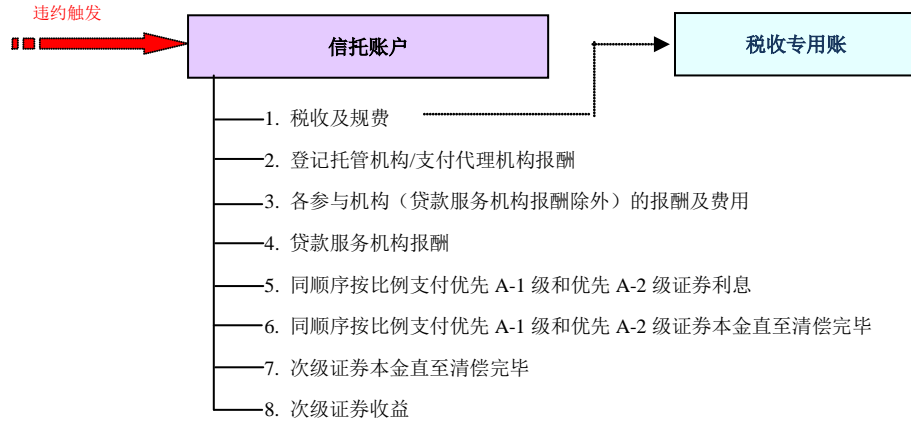 违约触发
信托账户
税收专用账
1. 税收及规费
2. 登记托管机构/支付代理机构报酬
3. 各参与机构（贷款服务机构报酬除外）的报酬及费用
4. 贷款服务机构报酬
5. 同顺序按比例支付优先 A-1 级和优先 A-2 级证券利息
6. 同顺序按比例支付优先 A-1 级和优先 A-2 级证券本金直至清偿完毕
7. 次级证券本金直至清偿完毕
8. 次级证券收益